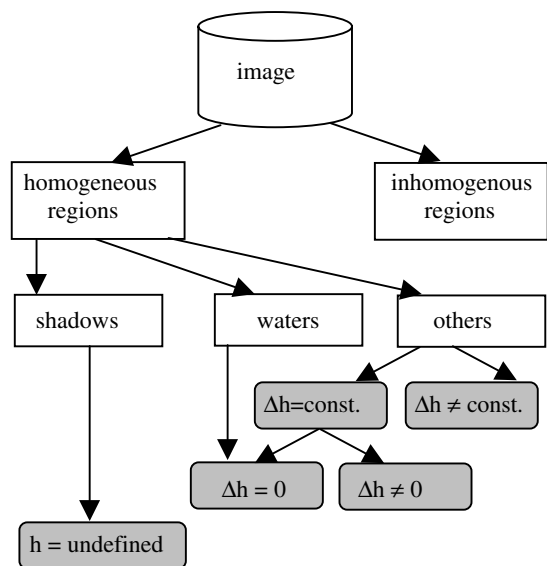 image
homogeneous
regions
inhomogenous
regions
shadows
waters
others
Δh=const.
Δh ≠ const.
Δh = 0
Δh ≠ 0
h = undefined